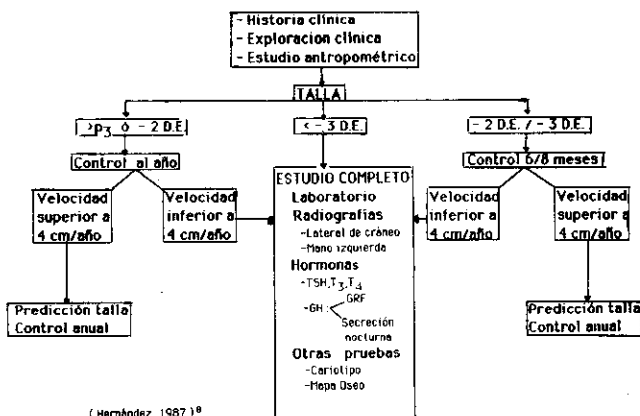 - Historia clínica
- Exploracion clínica
- Estudio antropométrico
TALLA
>P3 ó - 2 D.E.
< - 3 D.E.
- 2 D.E. / - 3 D.E.
Control al año
Control 6/8 meses
Velocidad superior a 4 cm/año
Velocidad inferior a 4 cm/año
ESTUDIO COMPLETO
Laboratorio
Radiografías
-Lateral de cráneo
-Mano izquierda
Hormonas
-TSH, T3, T4
-GH:
GRF
Secreción nocturna
Otras pruebas
-Cariotipo
-Mapa Oseo
Velocidad inferior a 4 cm/año
Velocidad superior a 4 cm/año
Predicción talla
Control anual
Predicción talla
Control anual
(Hernández 1987)8